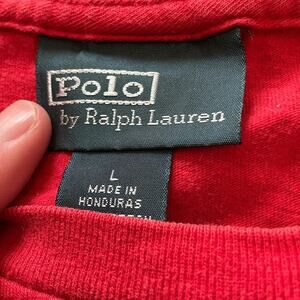 Polo
by Ralph Lauren
L
MADE IN
HONDURAS